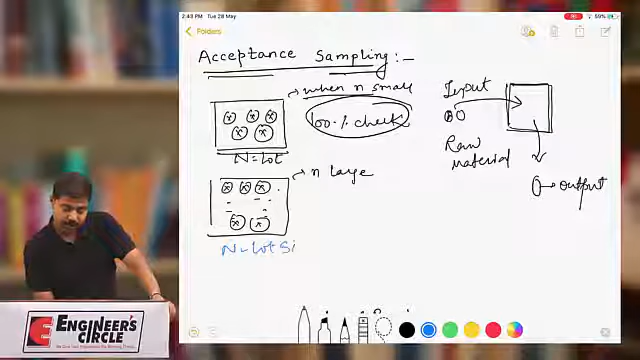 2:43 PM Tue 28 May
59%
Folders
Acceptance Sampling:-
when n small
100% check
N=Lot
n large
N=Lot Si
Input
Raw
material
output
ENGINEER'S
CIRCLE